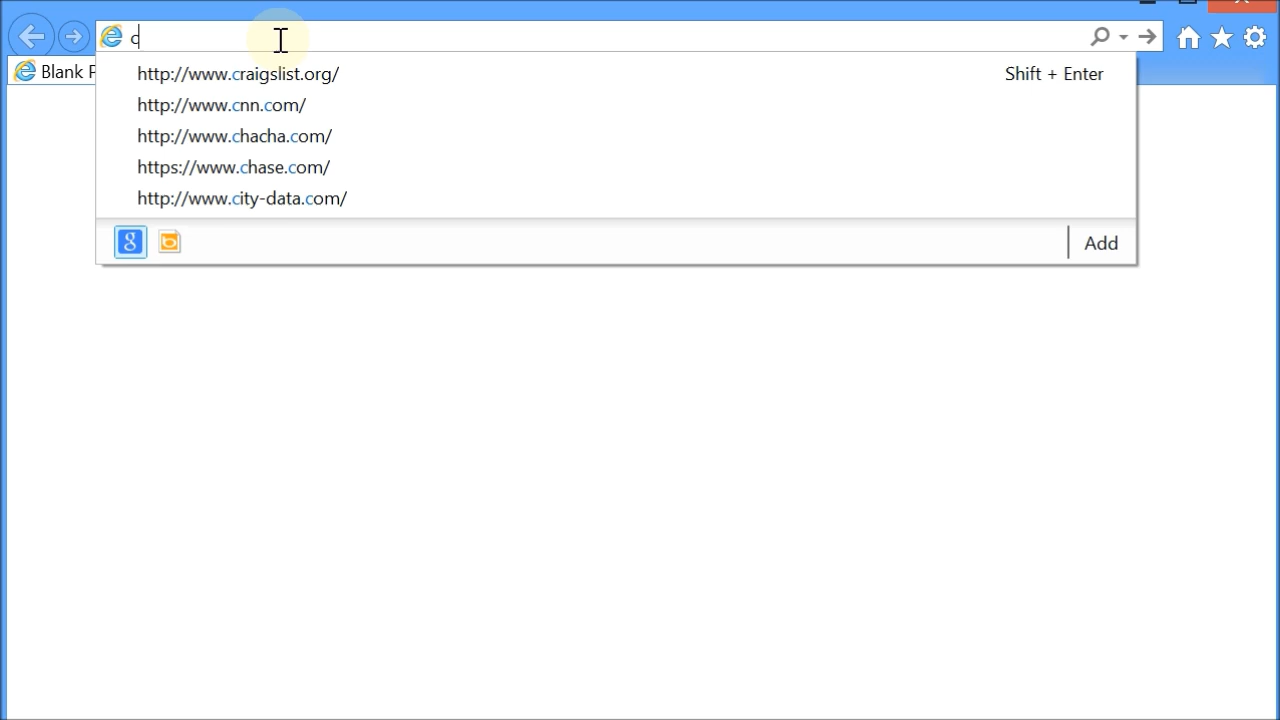 c
Blank P
http://www.craigslist.org/ Shift + Enter
http://www.cnn.com/
http://www.chacha.com/
https://www.chase.com/
http://www.city-data.com/
g b Add